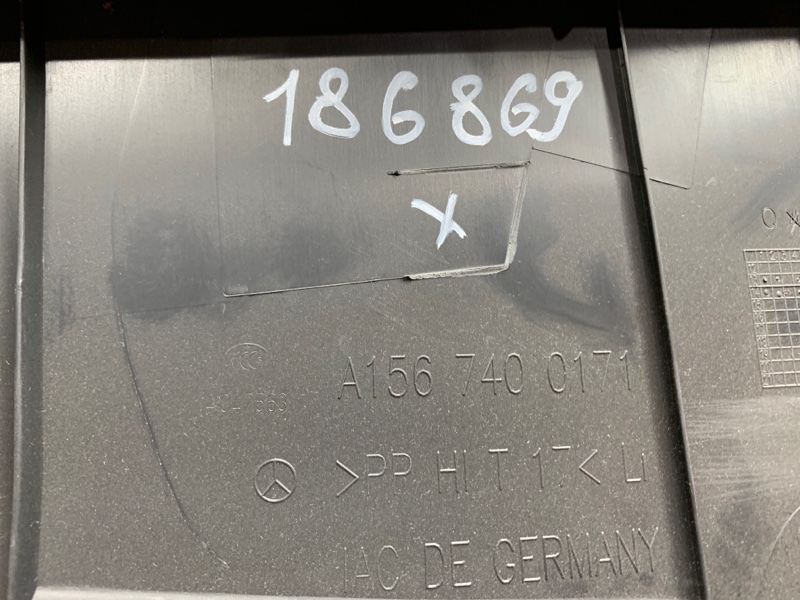 186869
X
A156 740 0171
>PP HI T 17< LI
IAC DE GERMANY